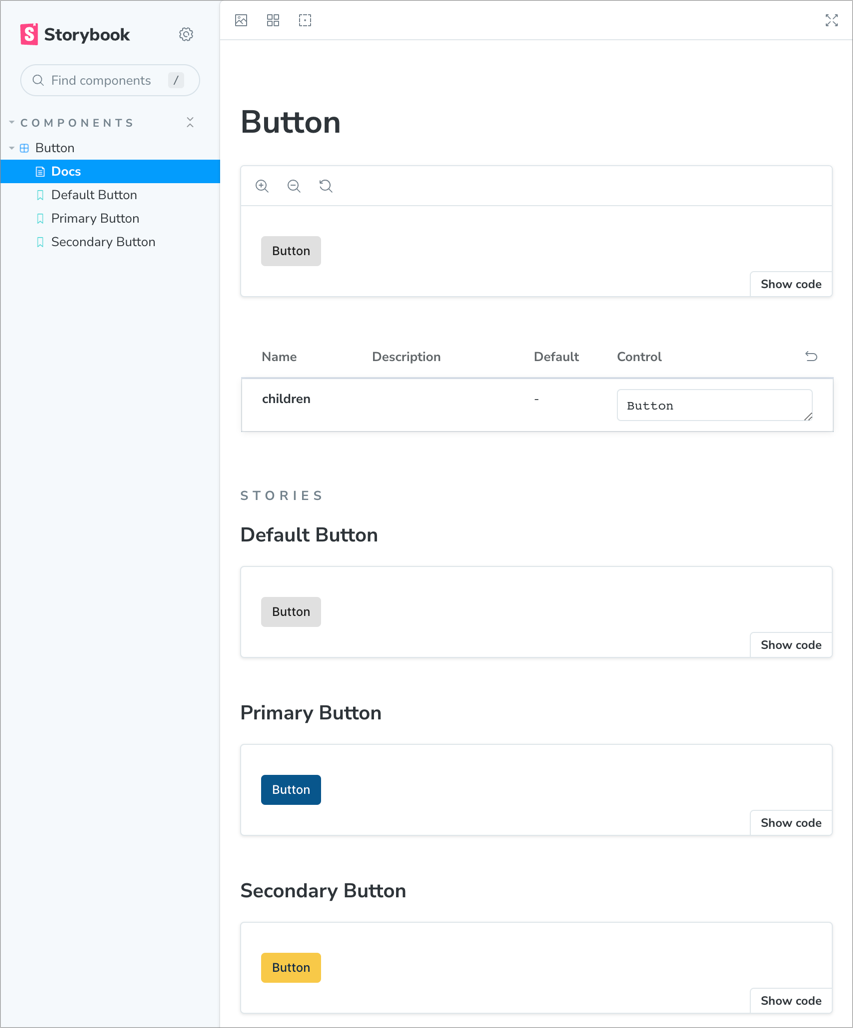 Storybook
Find components /
COMPONENTS
Button
Docs
Default Button
Primary Button
Secondary Button
Button
Button
Show code
Name Description Default Control
children - Button
STORIES
Default Button
Button
Show code
Primary Button
Button
Show code
Secondary Button
Button
Show code